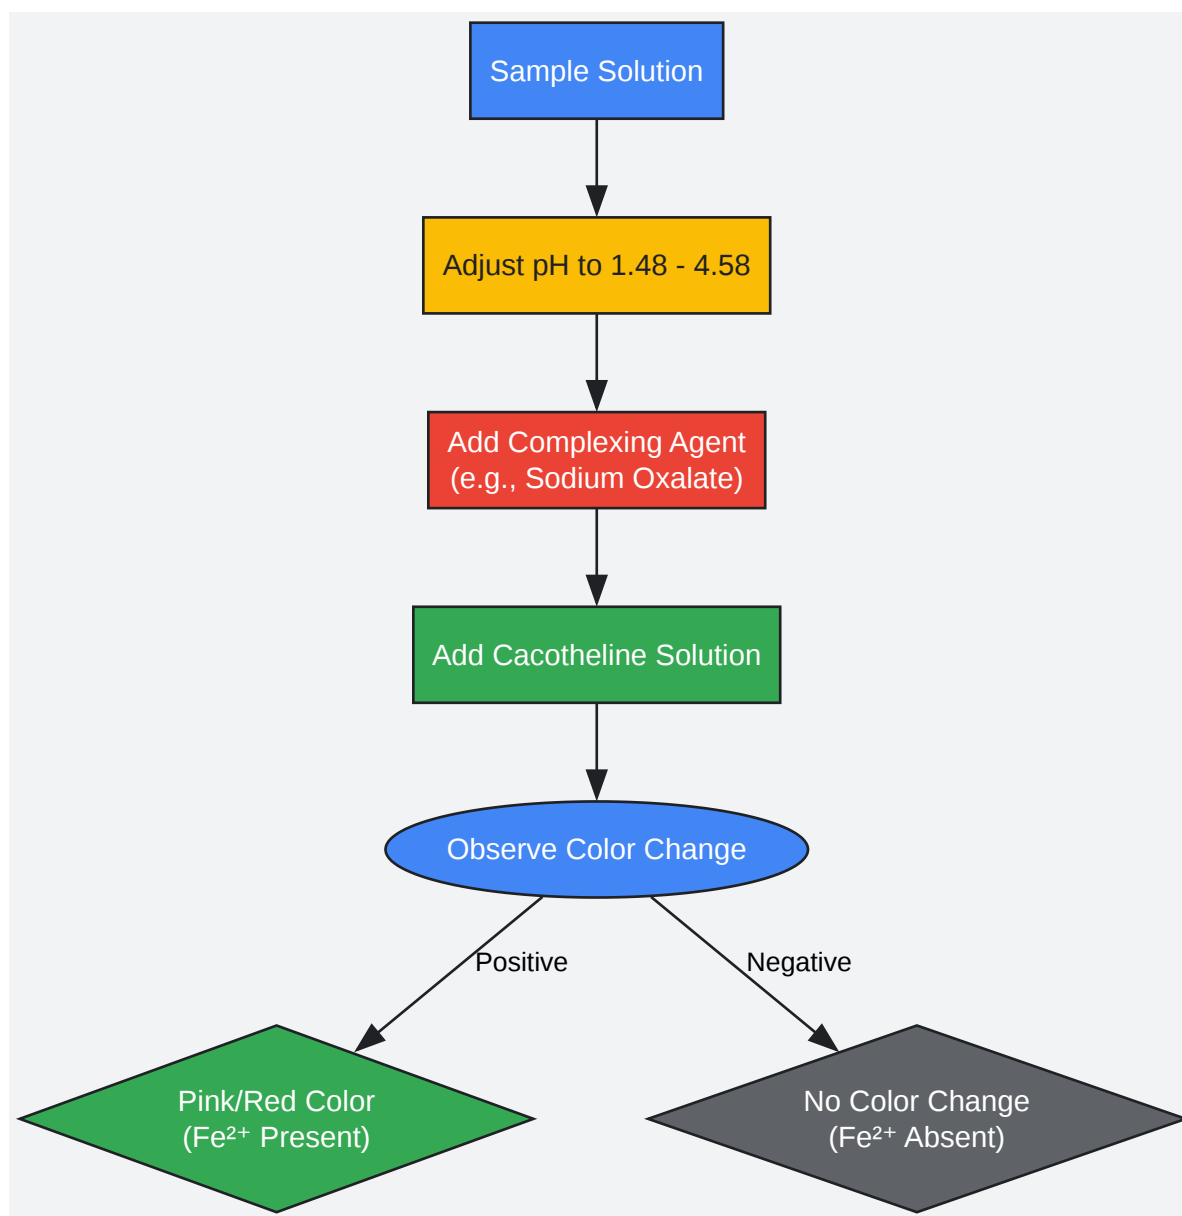 Sample Solution
Adjust pH to 1.48 - 4.58
Add Complexing Agent
(e.g., Sodium Oxalate)
Add Cacotheline Solution
Observe Color Change
Positive
Negative
Pink/Red Color
(Fe²⁺ Present)
No Color Change
(Fe²⁺ Absent)